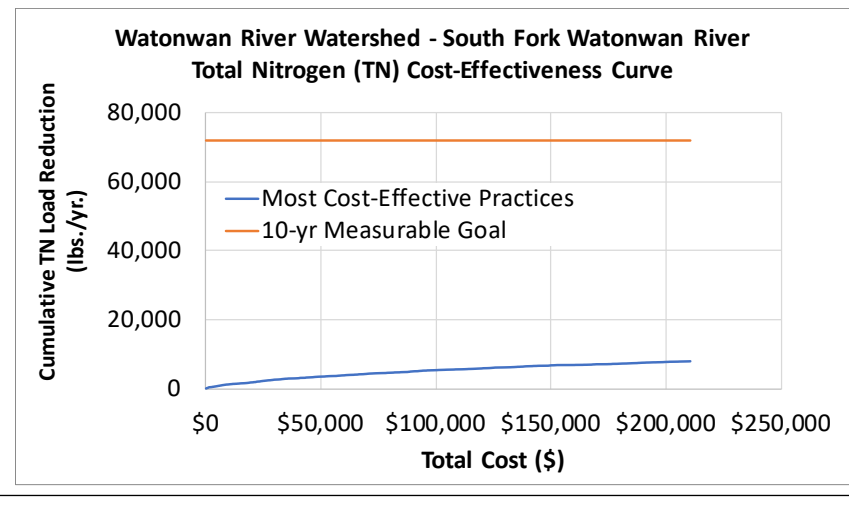 Watonwan River Watershed - South Fork Watonwan River
Total Nitrogen (TN) Cost-Effectiveness Curve
Cumulative TN Load Reduction
(lbs./yr.)
80,000
60,000
40,000
20,000
0
Most Cost-Effective Practices
10-yr Measurable Goal
$0 $50,000 $100,000 $150,000 $200,000 $250,000
Total Cost ($)